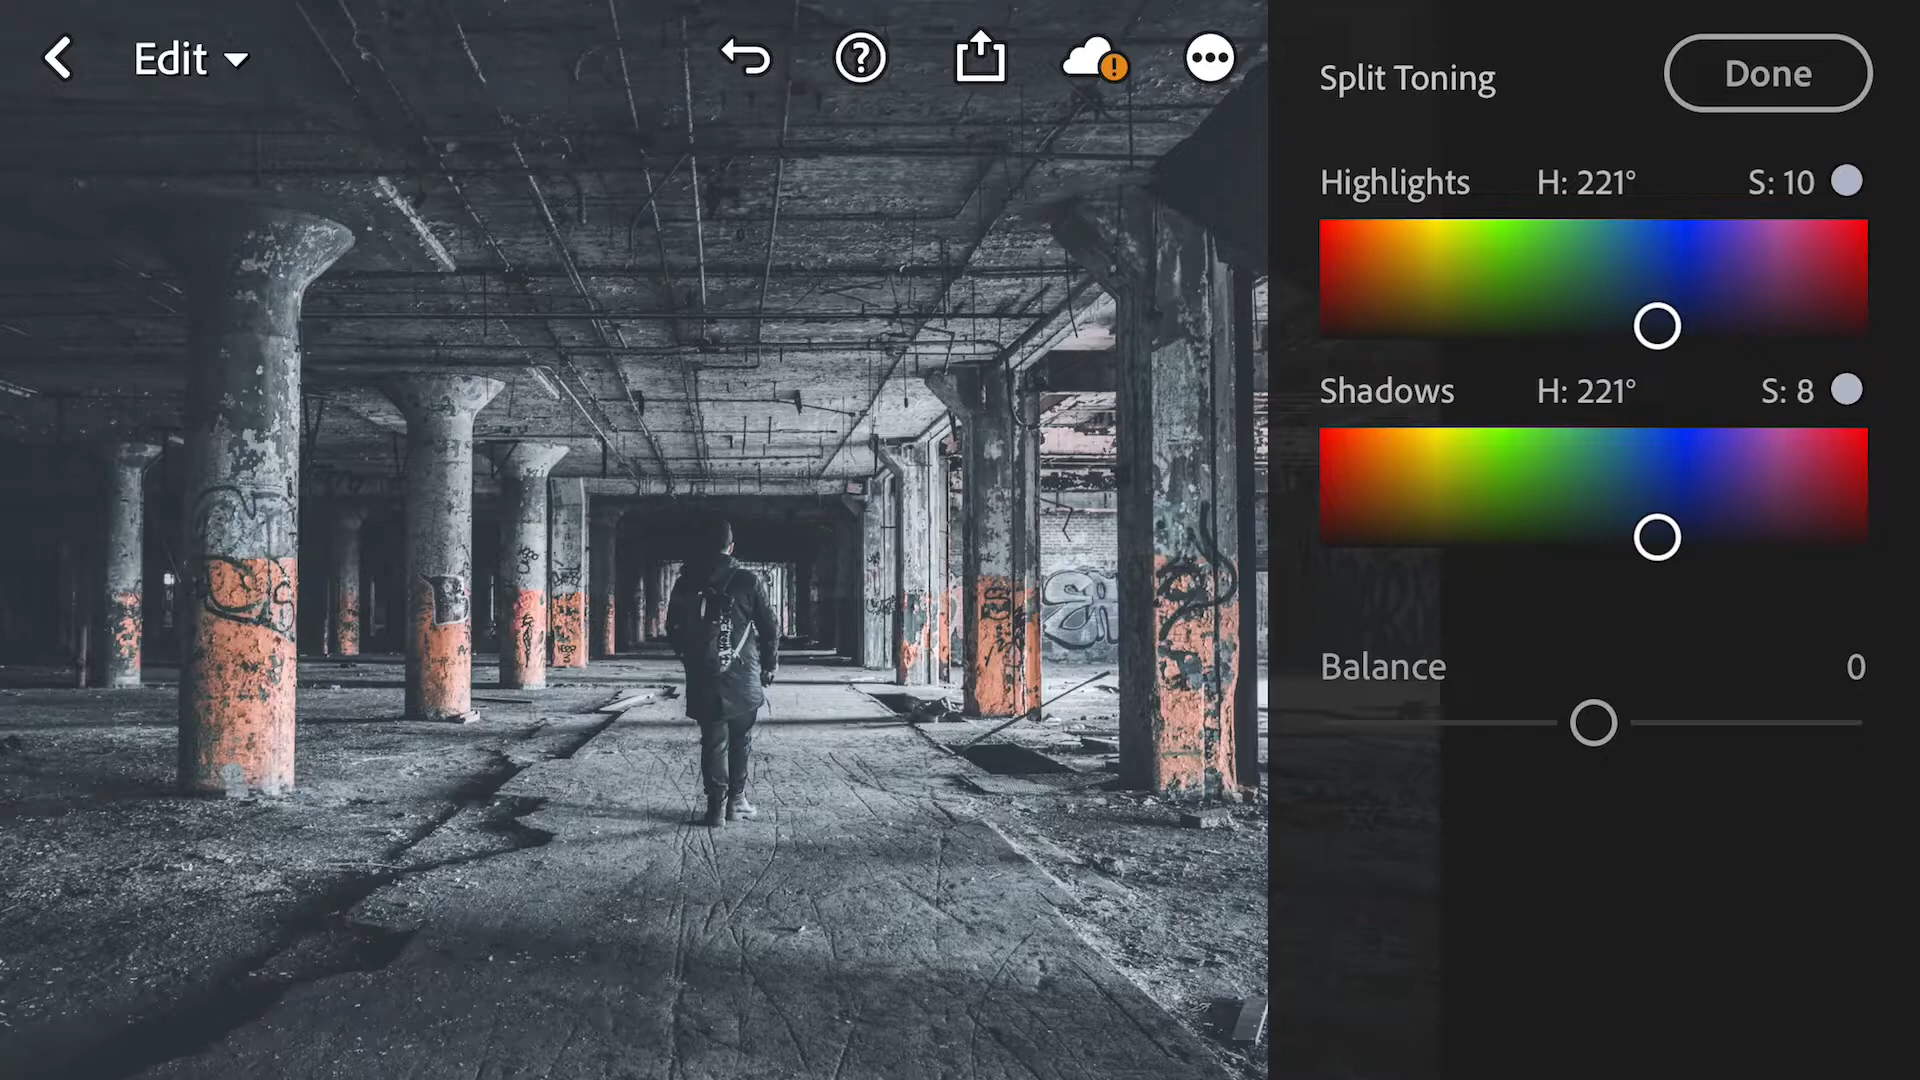 Edit
Split Toning
Done
Highlights H: 221° S: 10
Shadows H: 221° S: 8
Balance 0